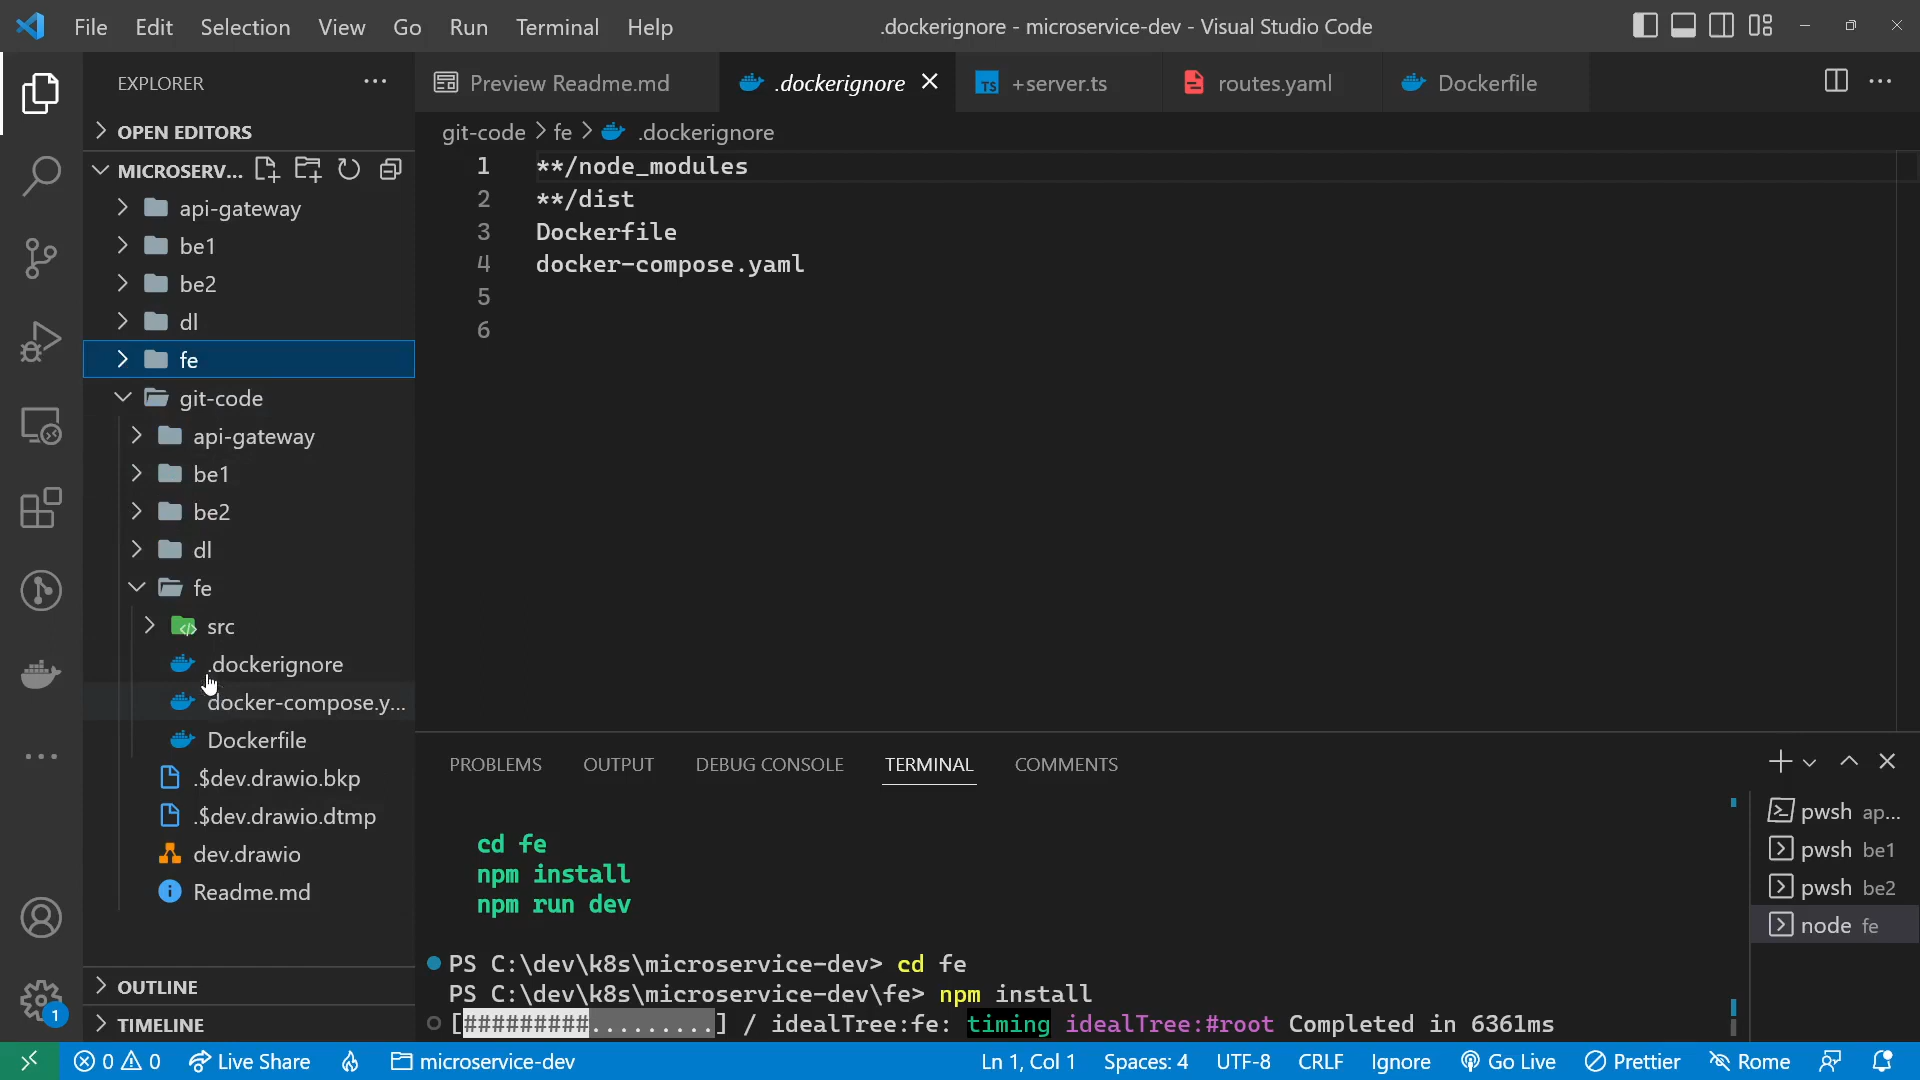 File Edit Selection View Go Run Terminal Help
.dockerignore - microservice-dev - Visual Studio Code
EXPLORER
OPEN EDITORS
MICROSERV...
api-gateway
be1
be2
dl
fe
git-code
api-gateway
be1
be2
dl
fe
src
.dockerignore
docker-compose.y...
Dockerfile
.$dev.drawio.bkp
.$dev.drawio.dtmp
dev.drawio
Readme.md
OUTLINE
TIMELINE
1
Preview Readme.md
.dockerignore
TS +server.ts
routes.yaml
Dockerfile
git-code > fe > .dockerignore
1 **/node_modules
2 **/dist
3 Dockerfile
4 docker-compose.yaml
5
6
PROBLEMS OUTPUT DEBUG CONSOLE TERMINAL COMMENTS
cd fe
npm install
npm run dev
PS C:\dev\k8s\microservice-dev> cd fe
PS C:\dev\k8s\microservice-dev\fe> npm install
[#########.........] / idealTree:fe: timing idealTree:#root Completed in 6361ms
pwsh ap...
pwsh be1
pwsh be2
node fe
0 0 Live Share microservice-dev Ln 1, Col 1 Spaces: 4 UTF-8 CRLF Ignore Go Live Prettier Rome